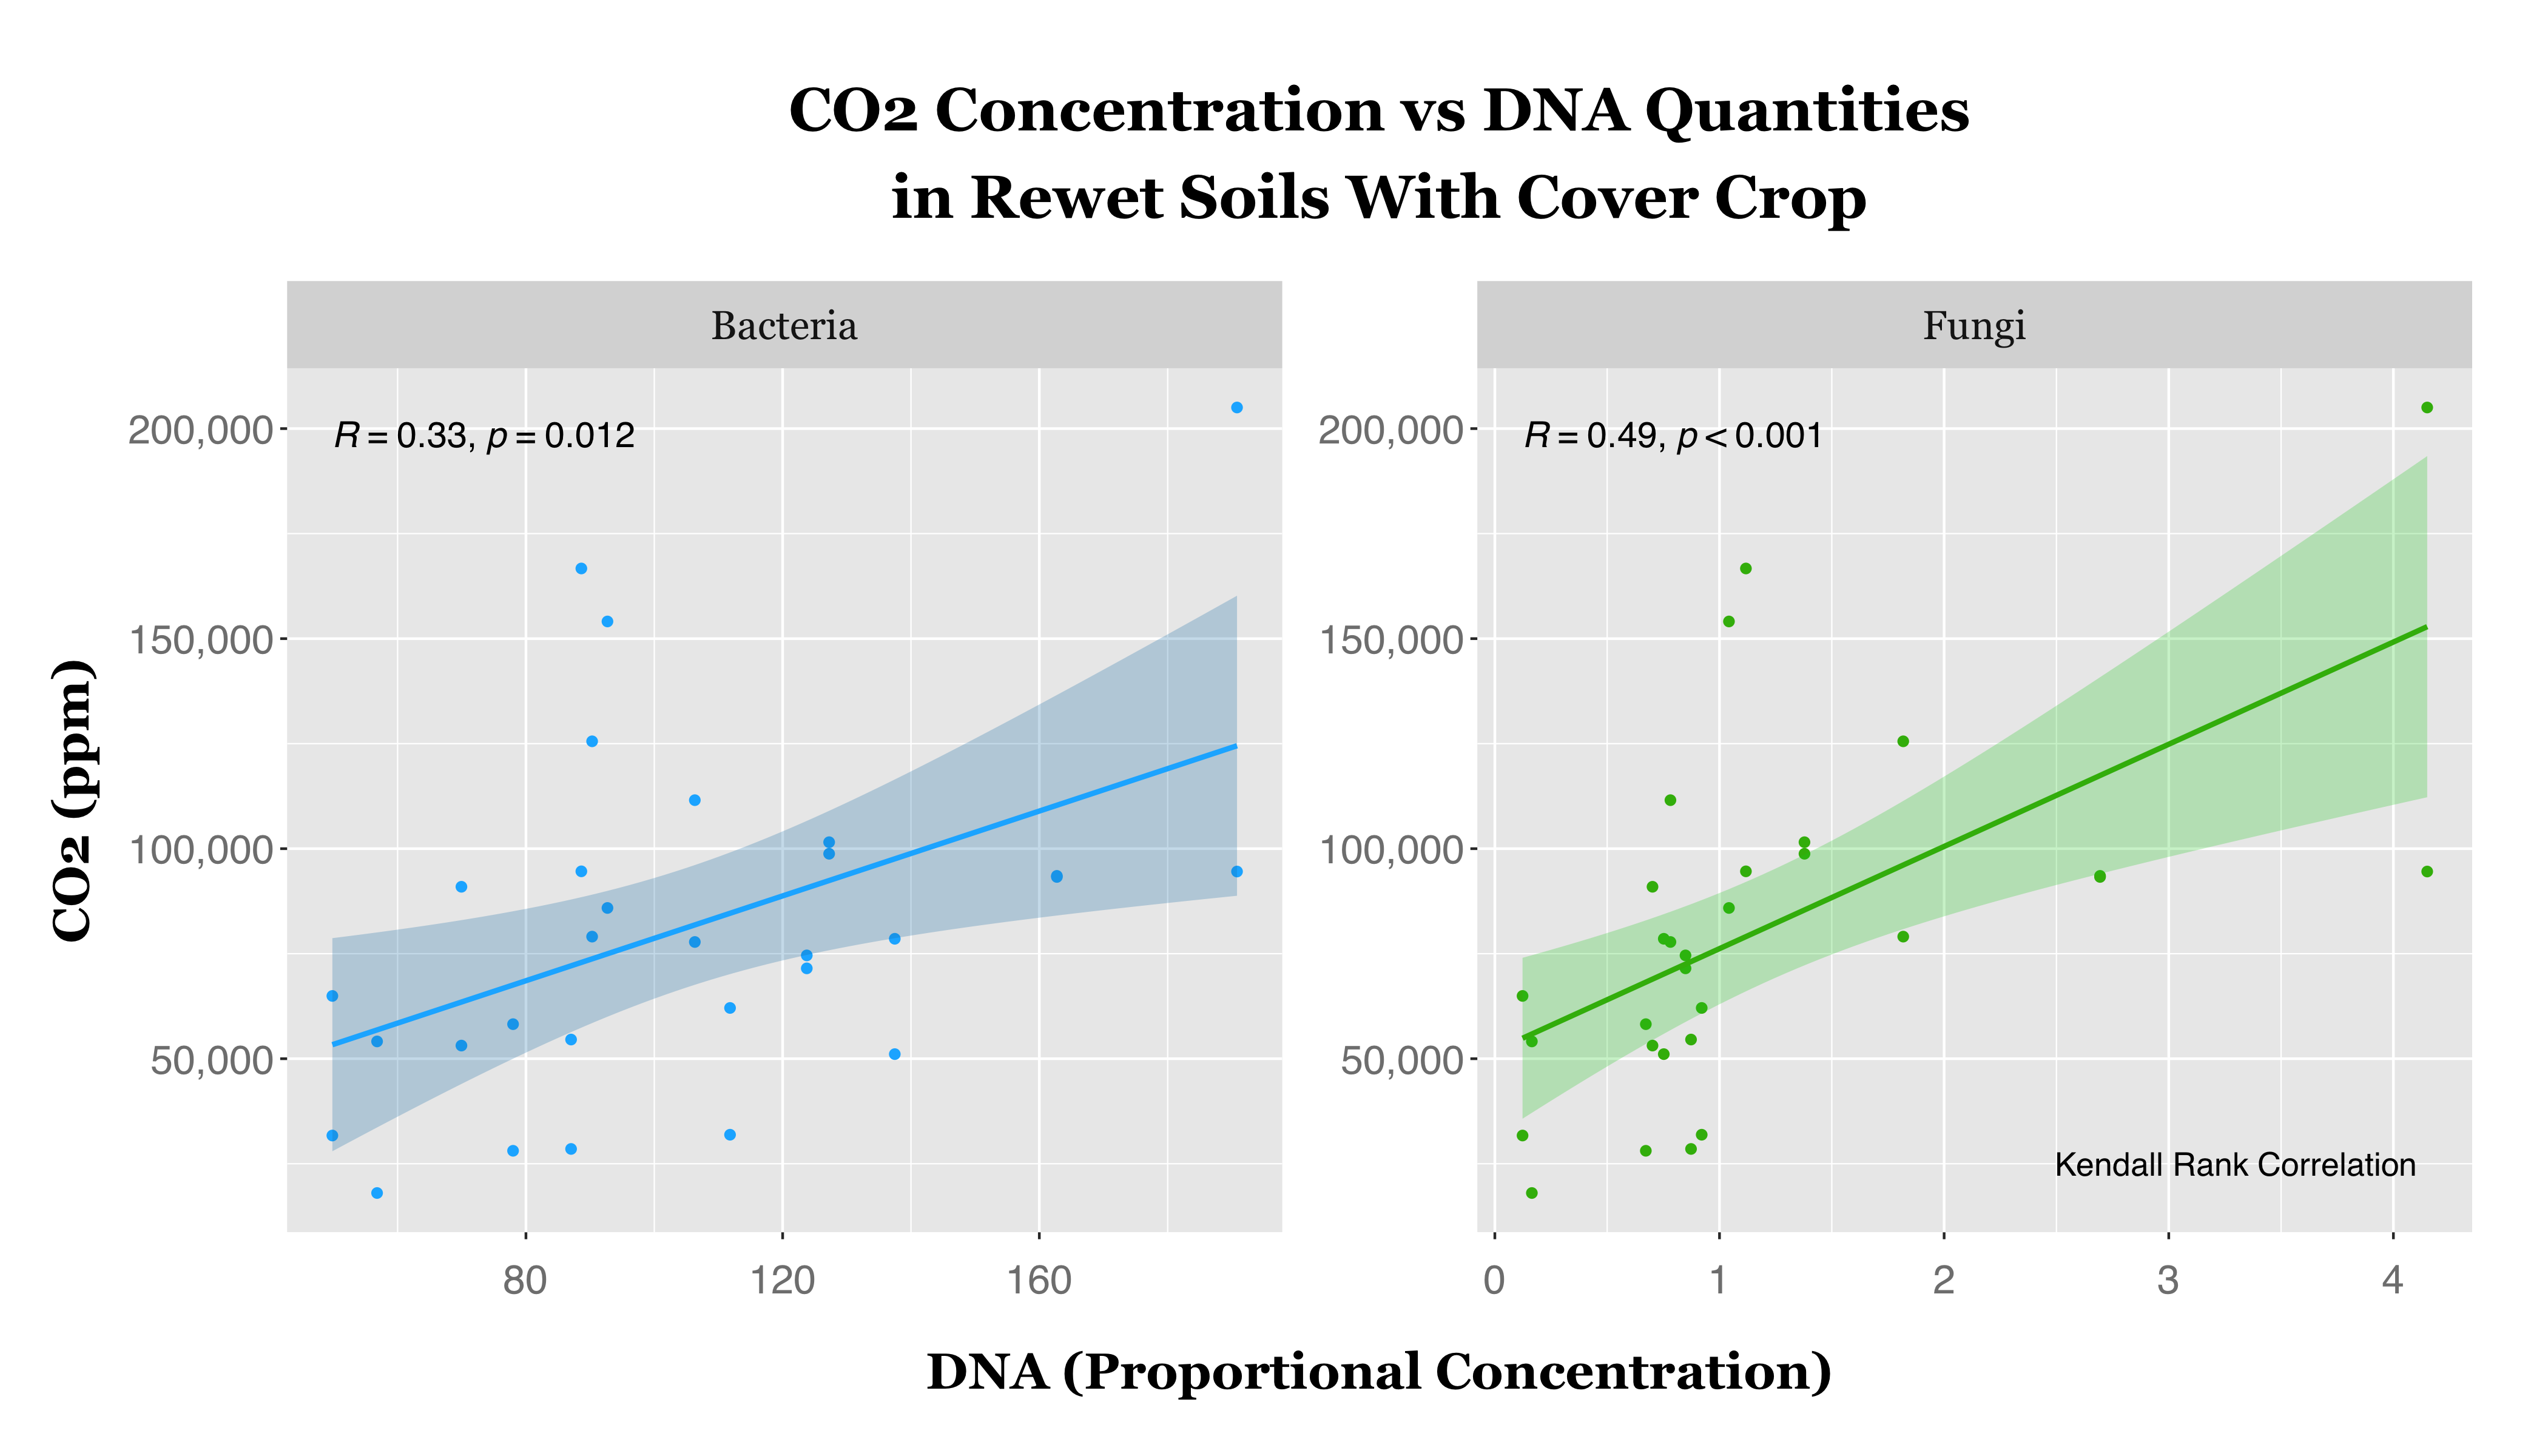 CO2 Concentration vs DNA Quantities
in Rewet Soils With Cover Crop
Bacteria
Fungi
R = 0.33, p = 0.012
R = 0.49, p < 0.001
200,000
150,000
100,000
50,000
200,000
150,000
100,000
50,000
CO2 (ppm)
Kendall Rank Correlation
80 120 160
0 1 2 3 4
DNA (Proportional Concentration)